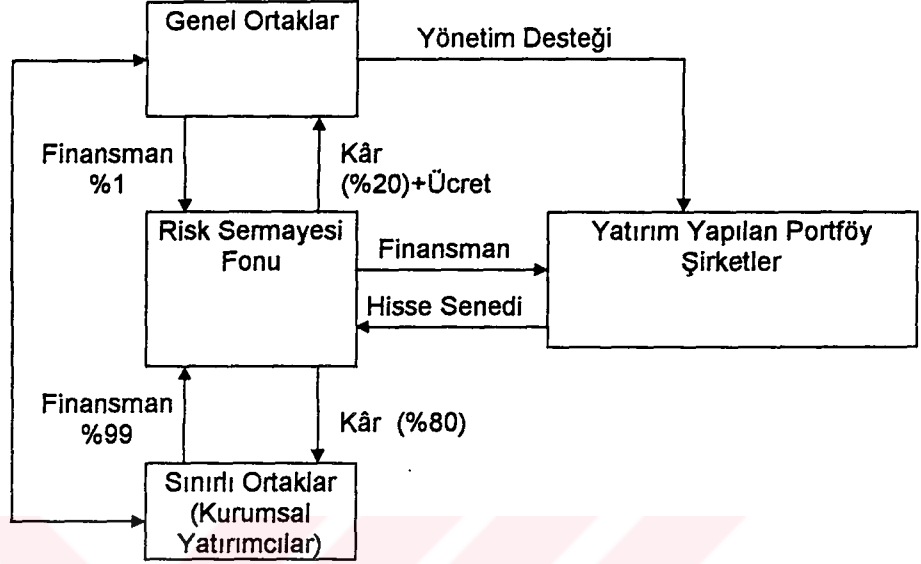 Genel Ortaklar
Yönetim Desteği
Finansman
%1
Kâr
(%20)+Ücret
Risk Sermayesi
Fonu
Finansman
Hisse Senedi
Yatırım Yapılan Portföy
Şirketler
Finansman
%99
Kâr (%80)
Sınırlı Ortaklar
(Kurumsal
Yatırımcılar)